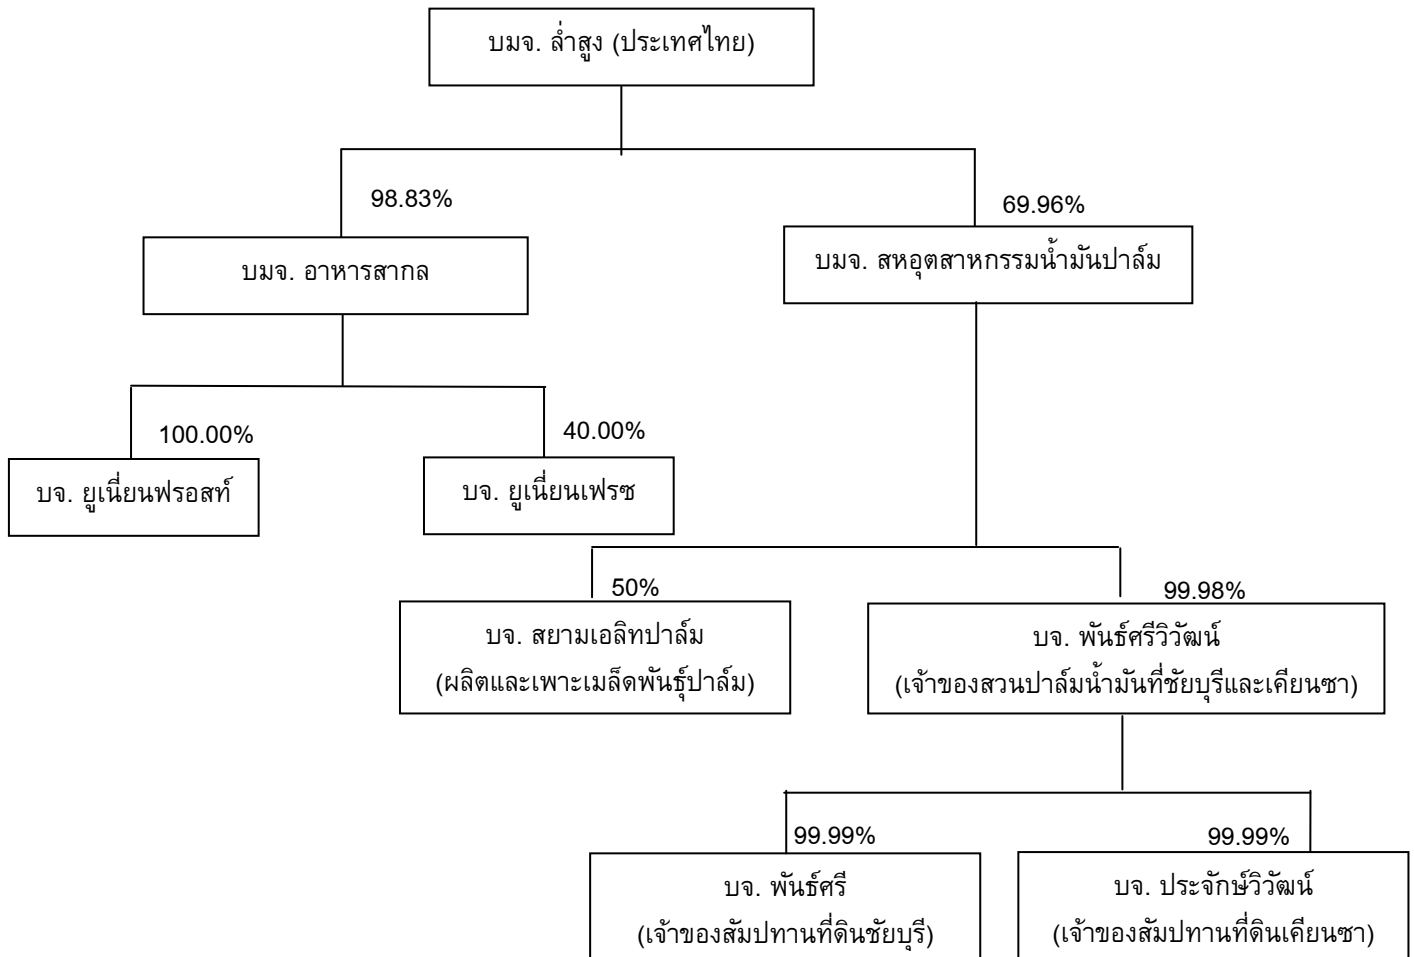 บมจ. ล่ำสูง (ประเทศไทย)
98.83%
69.96%
บมจ. อาหารสากล
บมจ. สหอุตสาหกรรมน้ำมันปาล์ม
100.00%
40.00%
บจ. ยูเนี่ยนฟรอสท์
บจ. ยูเนี่ยนเฟรซ
50%
99.98%
บจ. สยามเอลิทปาล์ม
(ผลิตและเพาะเมล็ดพันธุ์ปาล์ม)
บจ. พันธ์ศรีวิวัฒน์
(เจ้าของสวนปาล์มน้ำมันที่ชัยบุรีและเคียนซา)
99.99%
99.99%
บจ. พันธ์ศรี
(เจ้าของสัมปทานที่ดินชัยบุรี)
บจ. ประจักษ์วิวัฒน์
(เจ้าของสัมปทานที่ดินเคียนซา)